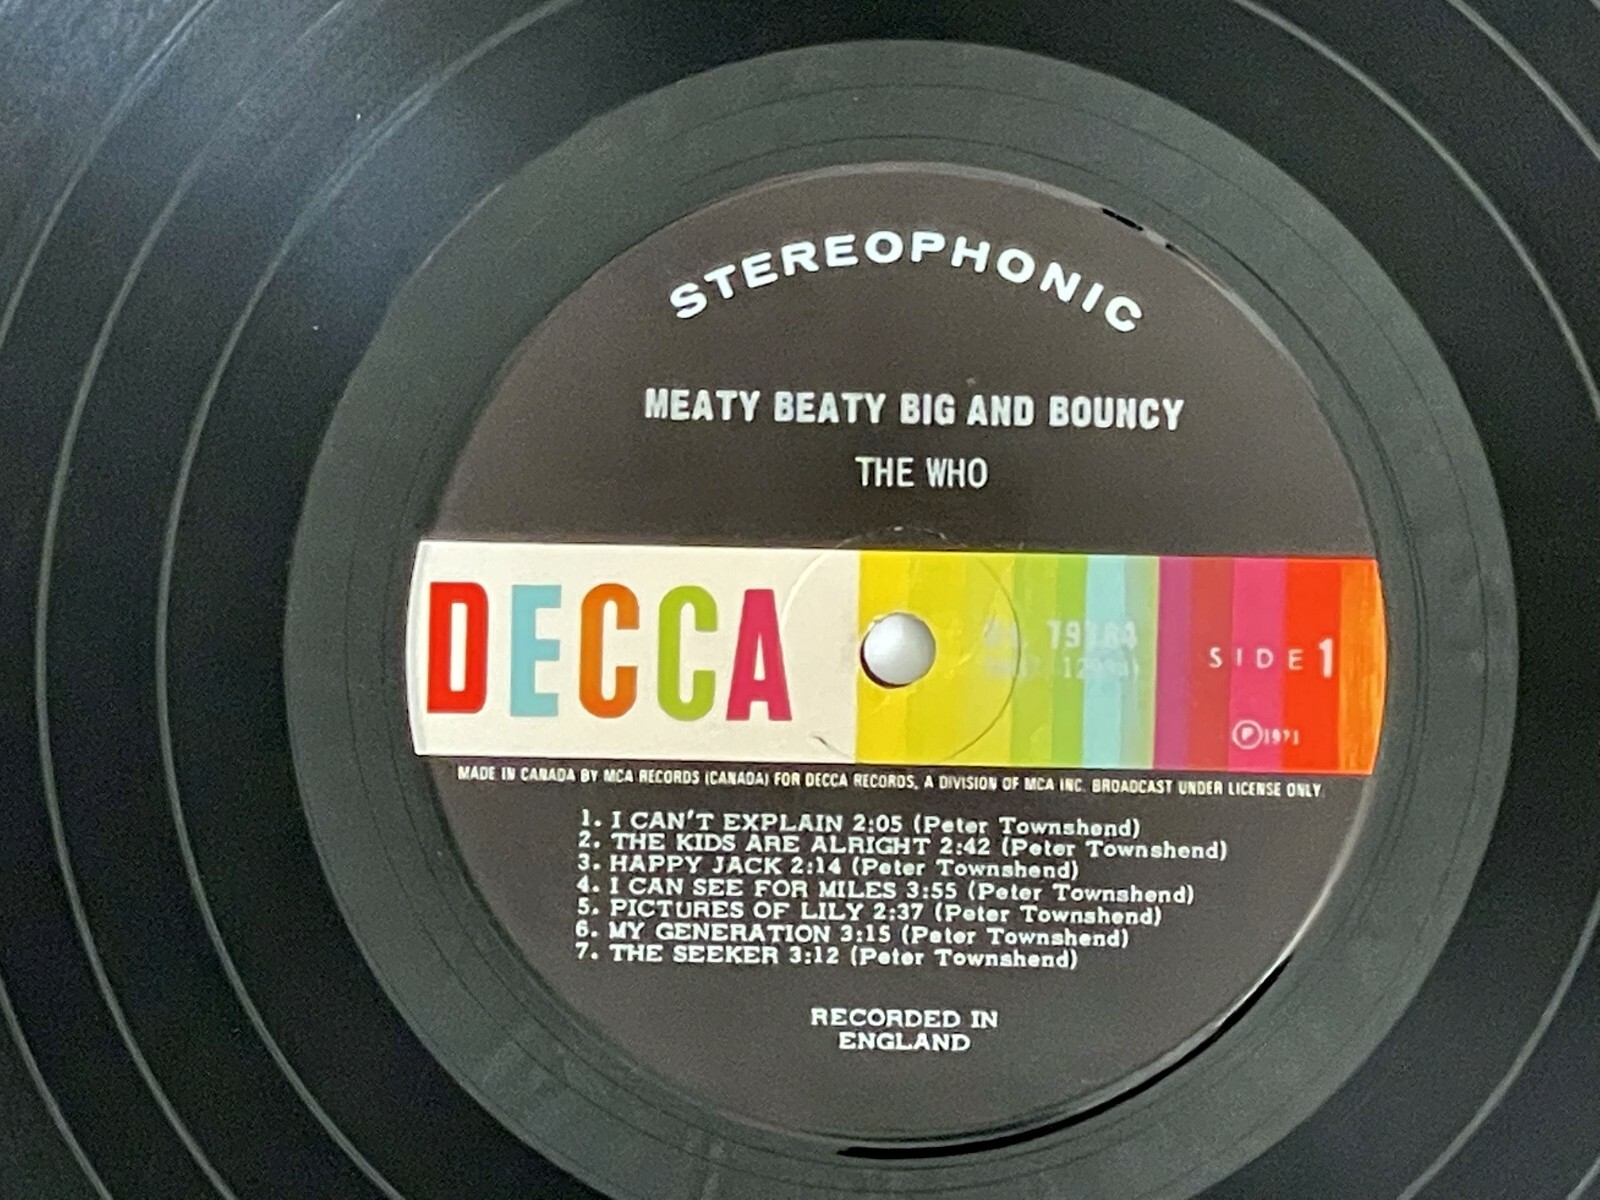 STEREOPHONIC
MEATY BEATY BIG AND BOUNCY
THE WHO
DECCA
SIDE 1
Ⓟ1971
MADE IN CANADA BY MCA RECORDS (CANADA) FOR DECCA RECORDS, A DIVISION OF MCA INC. BROADCAST UNDER LICENSE ONLY.
1. I CAN'T EXPLAIN 2:05 (Peter Townshend)
2. THE KIDS ARE ALRIGHT 2:42 (Peter Townshend)
3. HAPPY JACK 2:14 (Peter Townshend)
4. I CAN SEE FOR MILES 3:55 (Peter Townshend)
5. PICTURES OF LILY 2:37 (Peter Townshend)
6. MY GENERATION 3:15 (Peter Townshend)
7. THE SEEKER 3:12 (Peter Townshend)
RECORDED IN
ENGLAND